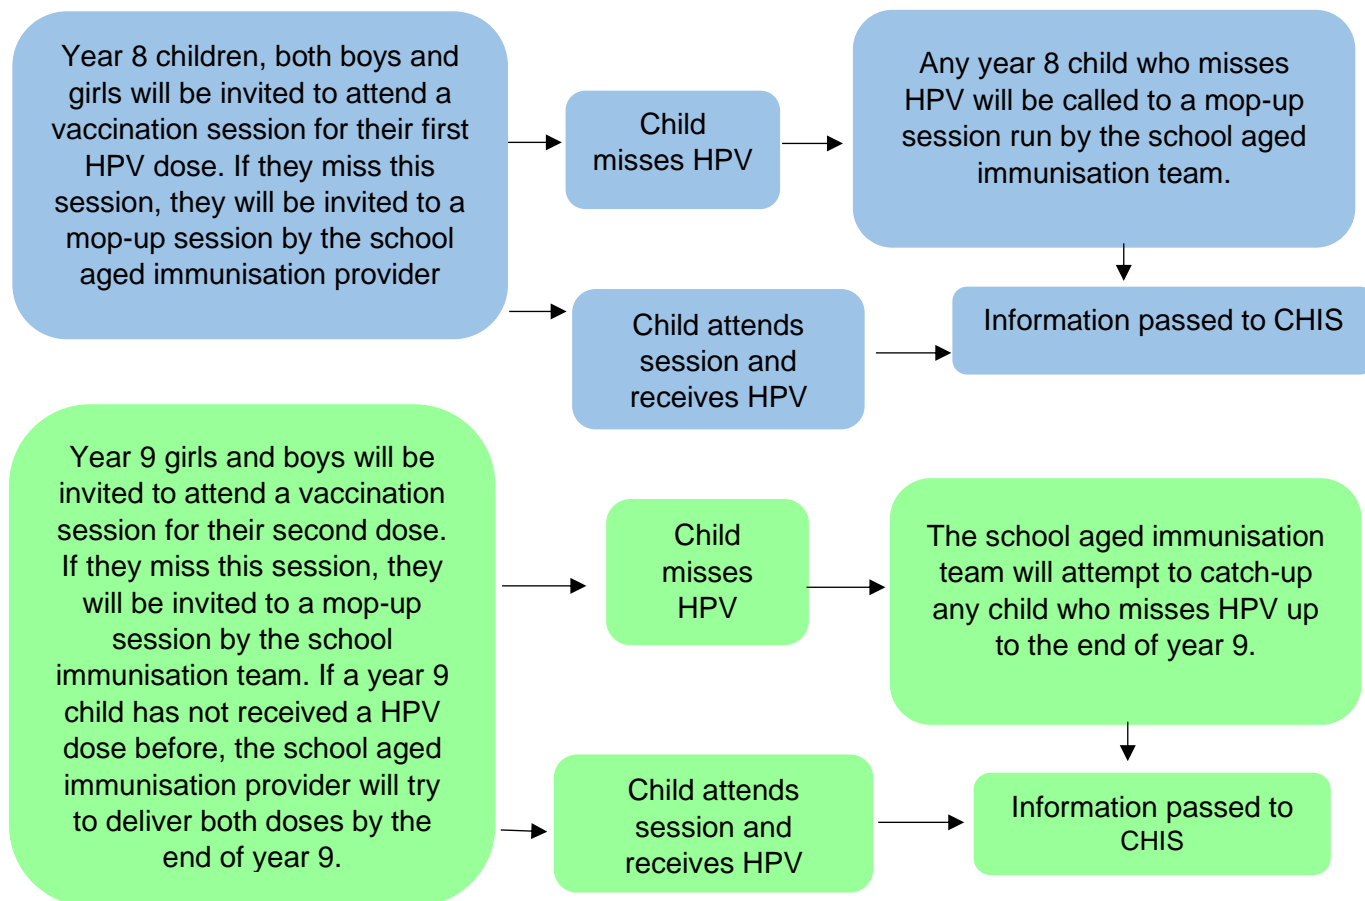 Year 8 children, both boys and
girls will be invited to attend a
vaccination session for their first
HPV dose. If they miss this
session, they will be invited to a
mop-up session by the school
aged immunisation provider
Child
misses HPV
Any year 8 child who misses
HPV will be called to a mop-up
session run by the school aged
immunisation team.
Child attends
session and
receives HPV
Information passed to CHIS
Year 9 girls and boys will be
invited to attend a vaccination
session for their second dose.
If they miss this session, they
will be invited to a mop-up
session by the school
immunisation team. If a year 9
child has not received a HPV
dose before, the school aged
immunisation provider will try
to deliver both doses by the
end of year 9.
Child
misses
HPV
The school aged immunisation
team will attempt to catch-up
any child who misses HPV up
to the end of year 9.
Child attends
session and
receives HPV
Information passed to
CHIS